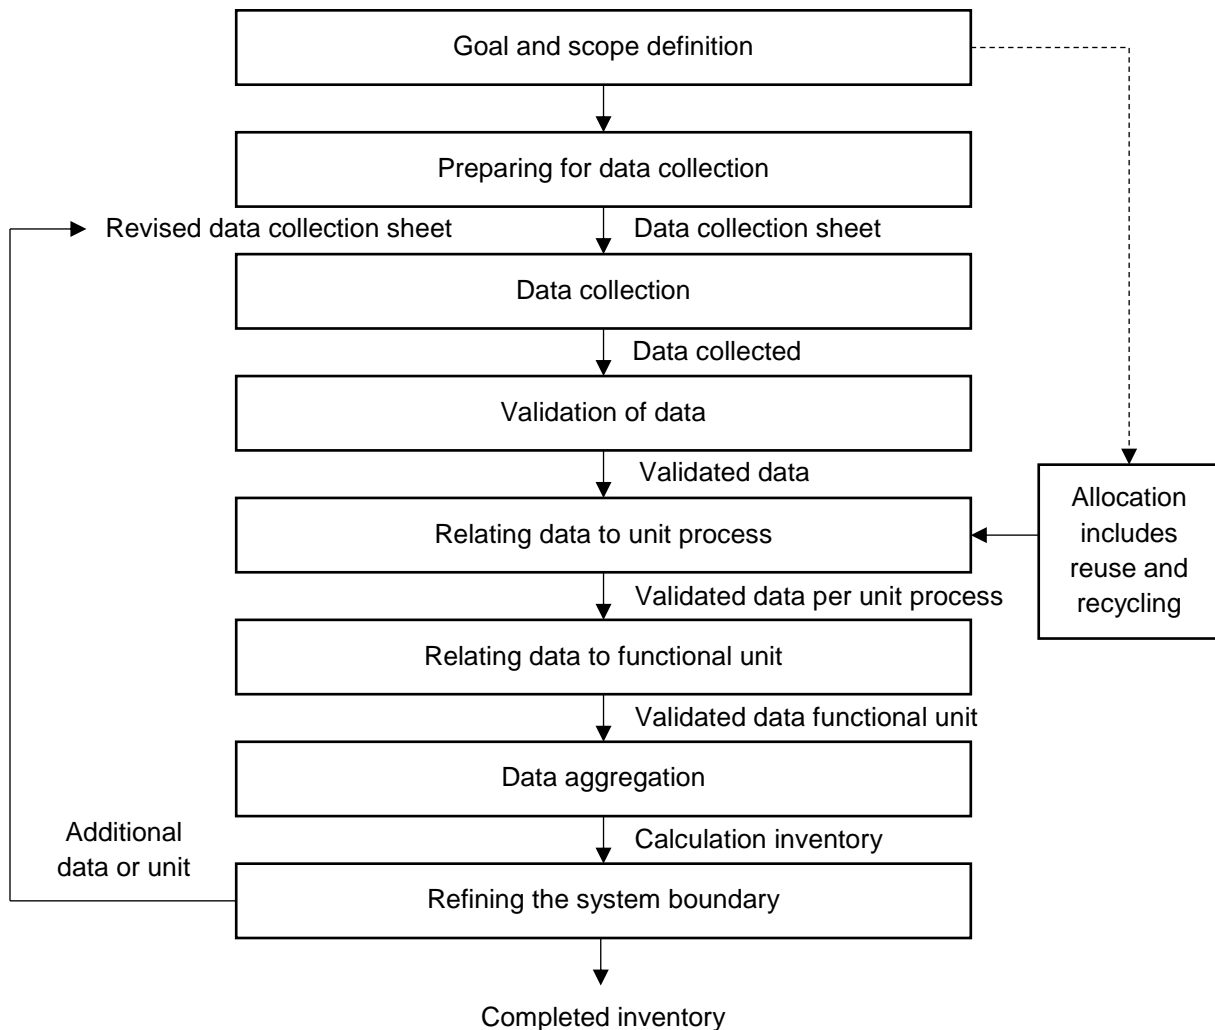 Goal and scope definition
Preparing for data collection
Revised data collection sheet
Data collection sheet
Data collection
Data collected
Validation of data
Validated data
Relating data to unit process
Allocation
includes
reuse and
recycling
Validated data per unit process
Relating data to functional unit
Validated data functional unit
Data aggregation
Additional
data or unit
Calculation inventory
Refining the system boundary
Completed inventory